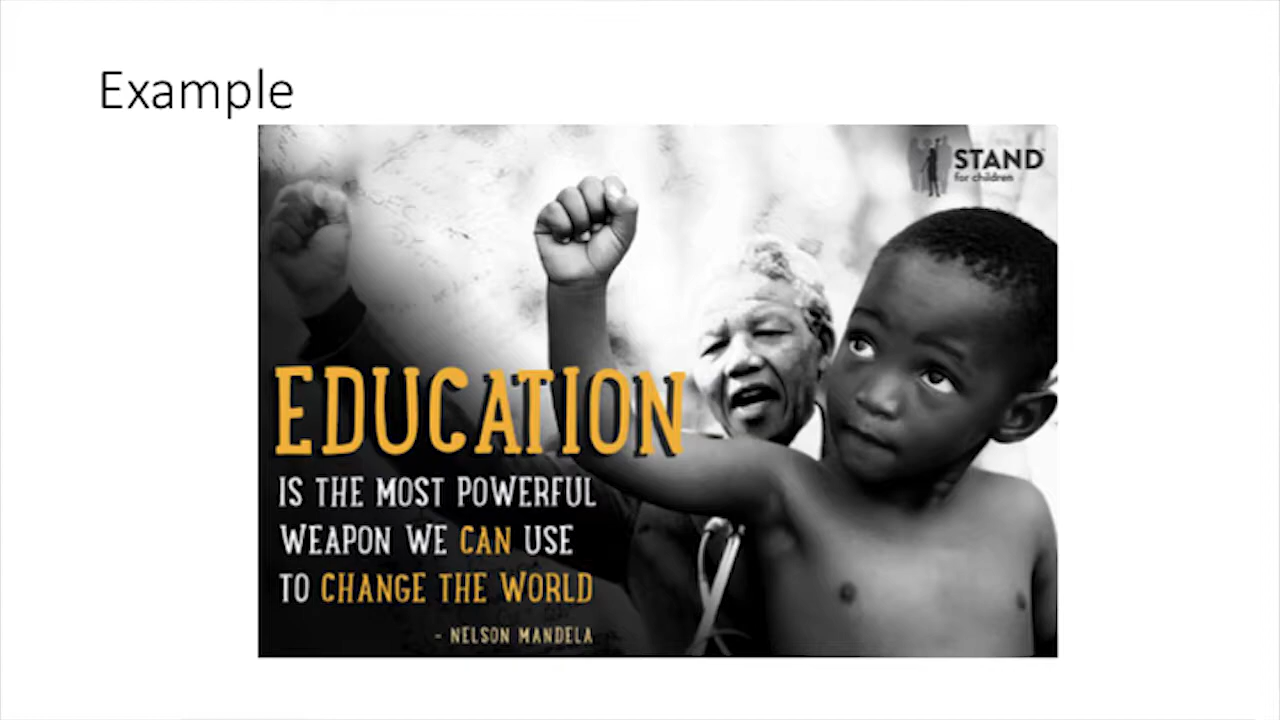 Example
STAND
for children
EDUCATION
IS THE MOST POWERFUL
WEAPON WE CAN USE
TO CHANGE THE WORLD
- NELSON MANDELA